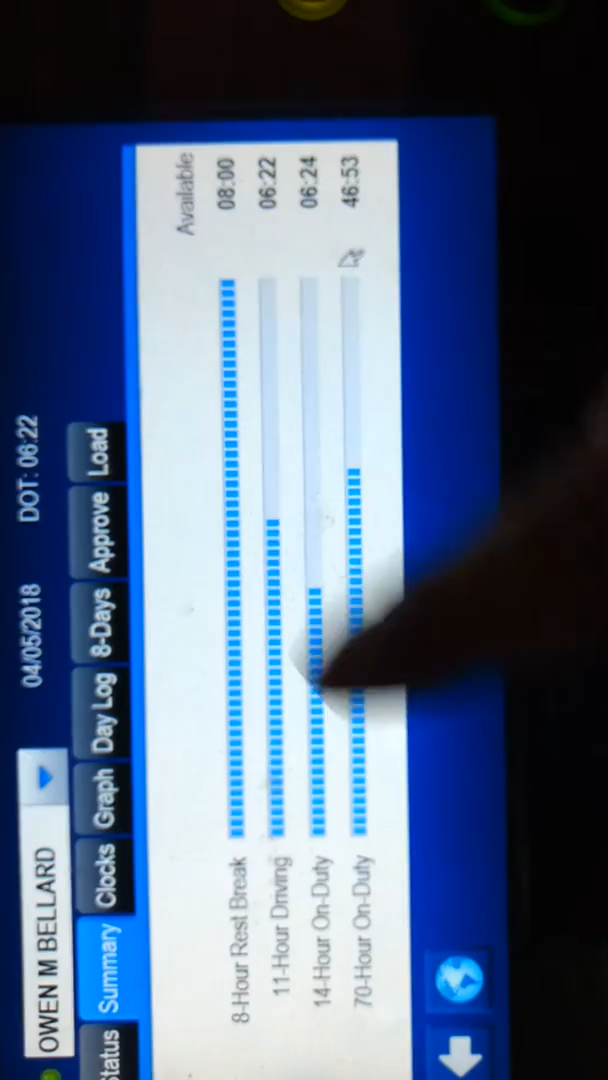 OWEN M BELLARD 04/05/2018 DOT: 06:22
Status Summary Clocks Graph Day Log 8-Days Approve Load
Available
8-Hour Rest Break 08:00
11-Hour Driving 06:22
14-Hour On-Duty 06:24
70-Hour On-Duty 46:53